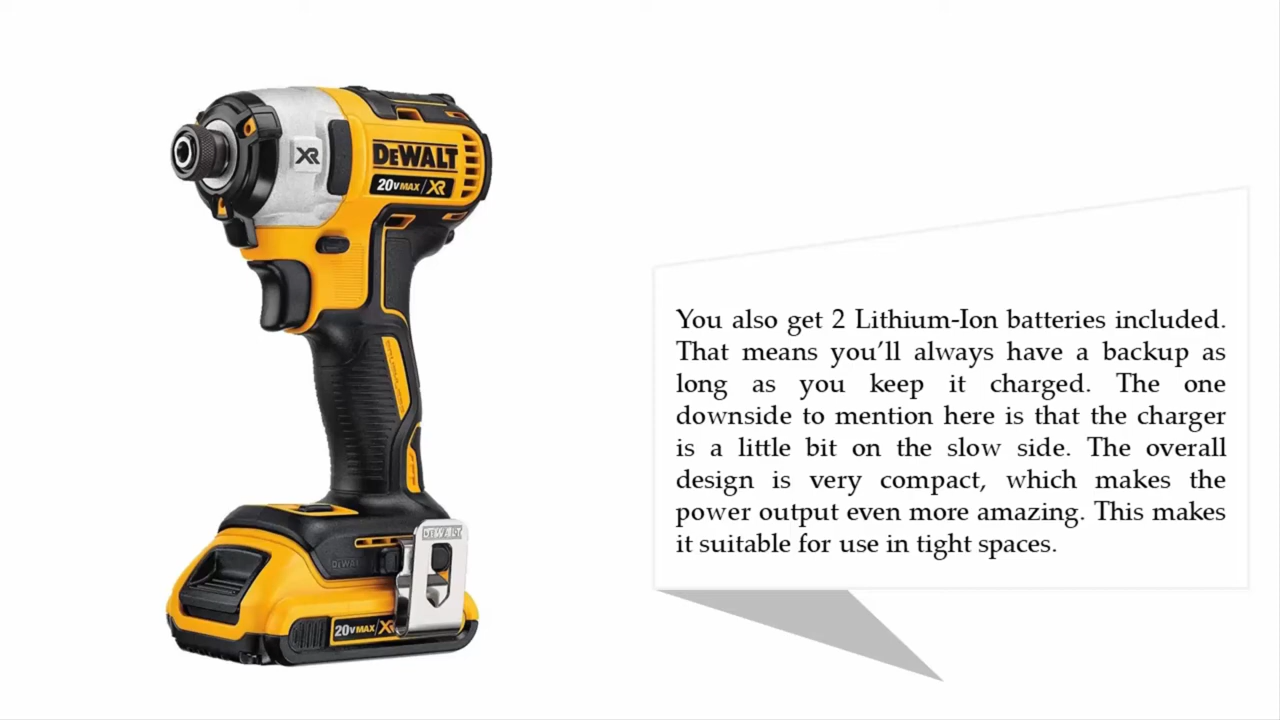 XR
DEWALT
20V MAX / XR
DEWALT
DEWALT
20V MAX / XR
You also get 2 Lithium-Ion batteries included.
That means you’ll always have a backup as
long as you keep it charged. The one
downside to mention here is that the charger
is a little bit on the slow side. The overall
design is very compact, which makes the
power output even more amazing. This makes
it suitable for use in tight spaces.